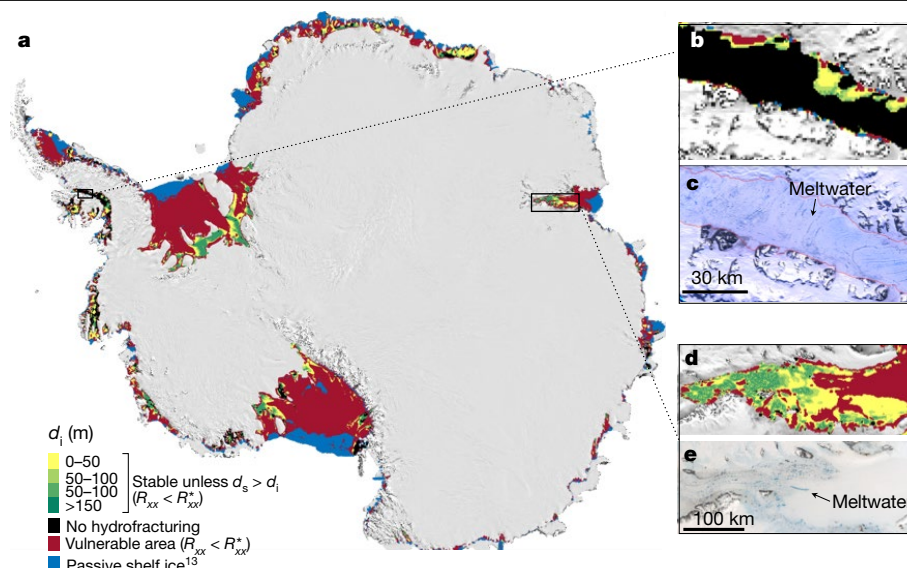 a
b
c
Meltwater
30 km
d
e
Meltwate
100 km
d_i (m)
0–50
50–100
50–100
>150
Stable unless d_s > d_i
(R_xx < R*_xx)
No hydrofracturing
Vulnerable area (R_xx < R*_xx)
Passive shelf ice¹³